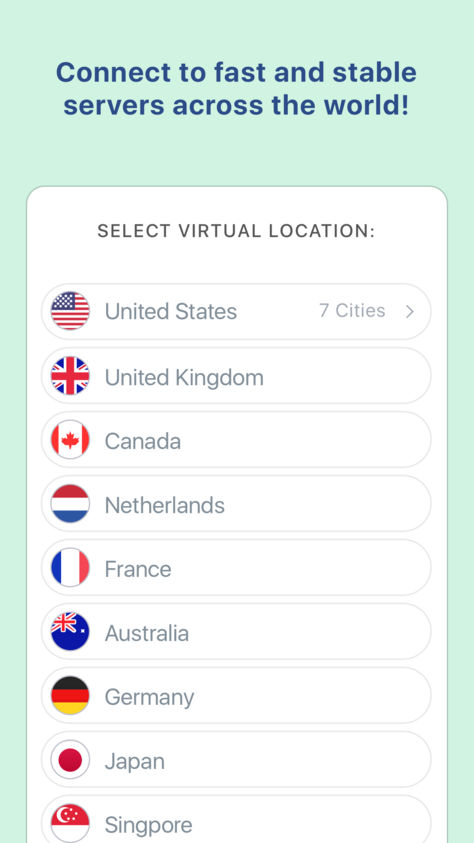 Connect to fast and stable
servers across the world!
SELECT VIRTUAL LOCATION:
United States 7 Cities
United Kingdom
Canada
Netherlands
France
Australia
Germany
Japan
Singpore